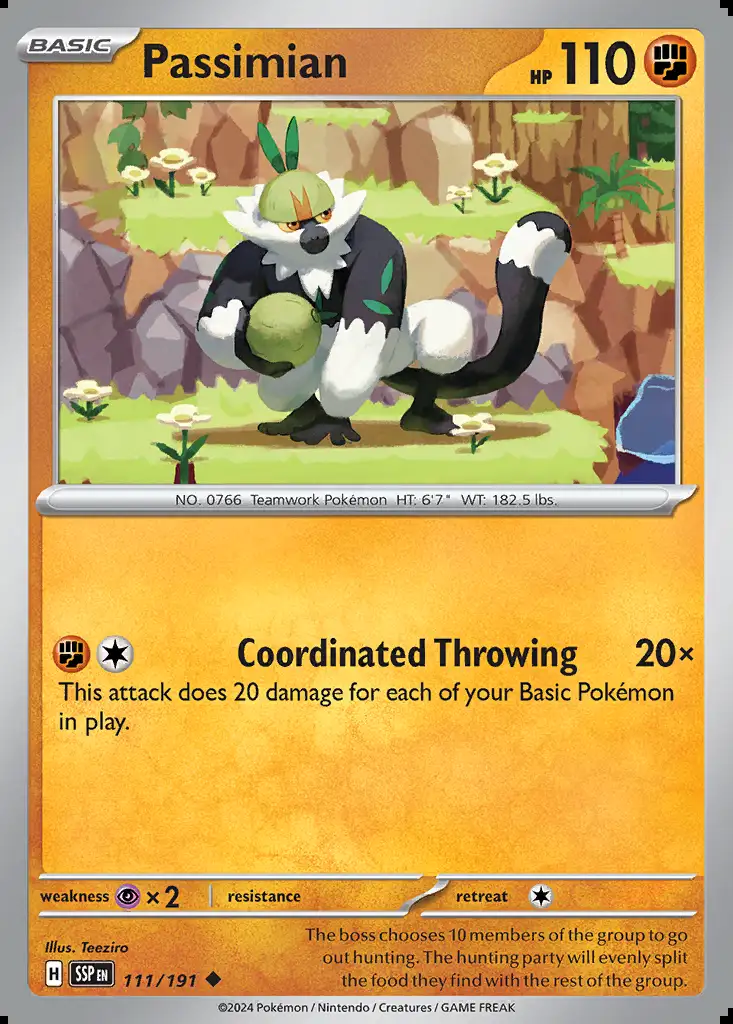 BASIC
Passimian
HP 110
NO. 0766 Teamwork Pokémon HT: 6'7" WT: 182.5 lbs.
Coordinated Throwing 20×
This attack does 20 damage for each of your Basic Pokémon
in play.
weakness ×2 resistance retreat
Illus. Teeziro
The boss chooses 10 members of the group to go
out hunting. The hunting party will evenly split
the food they find with the rest of the group.
H SSP EN 111/191
©2024 Pokémon / Nintendo / Creatures / GAME FREAK